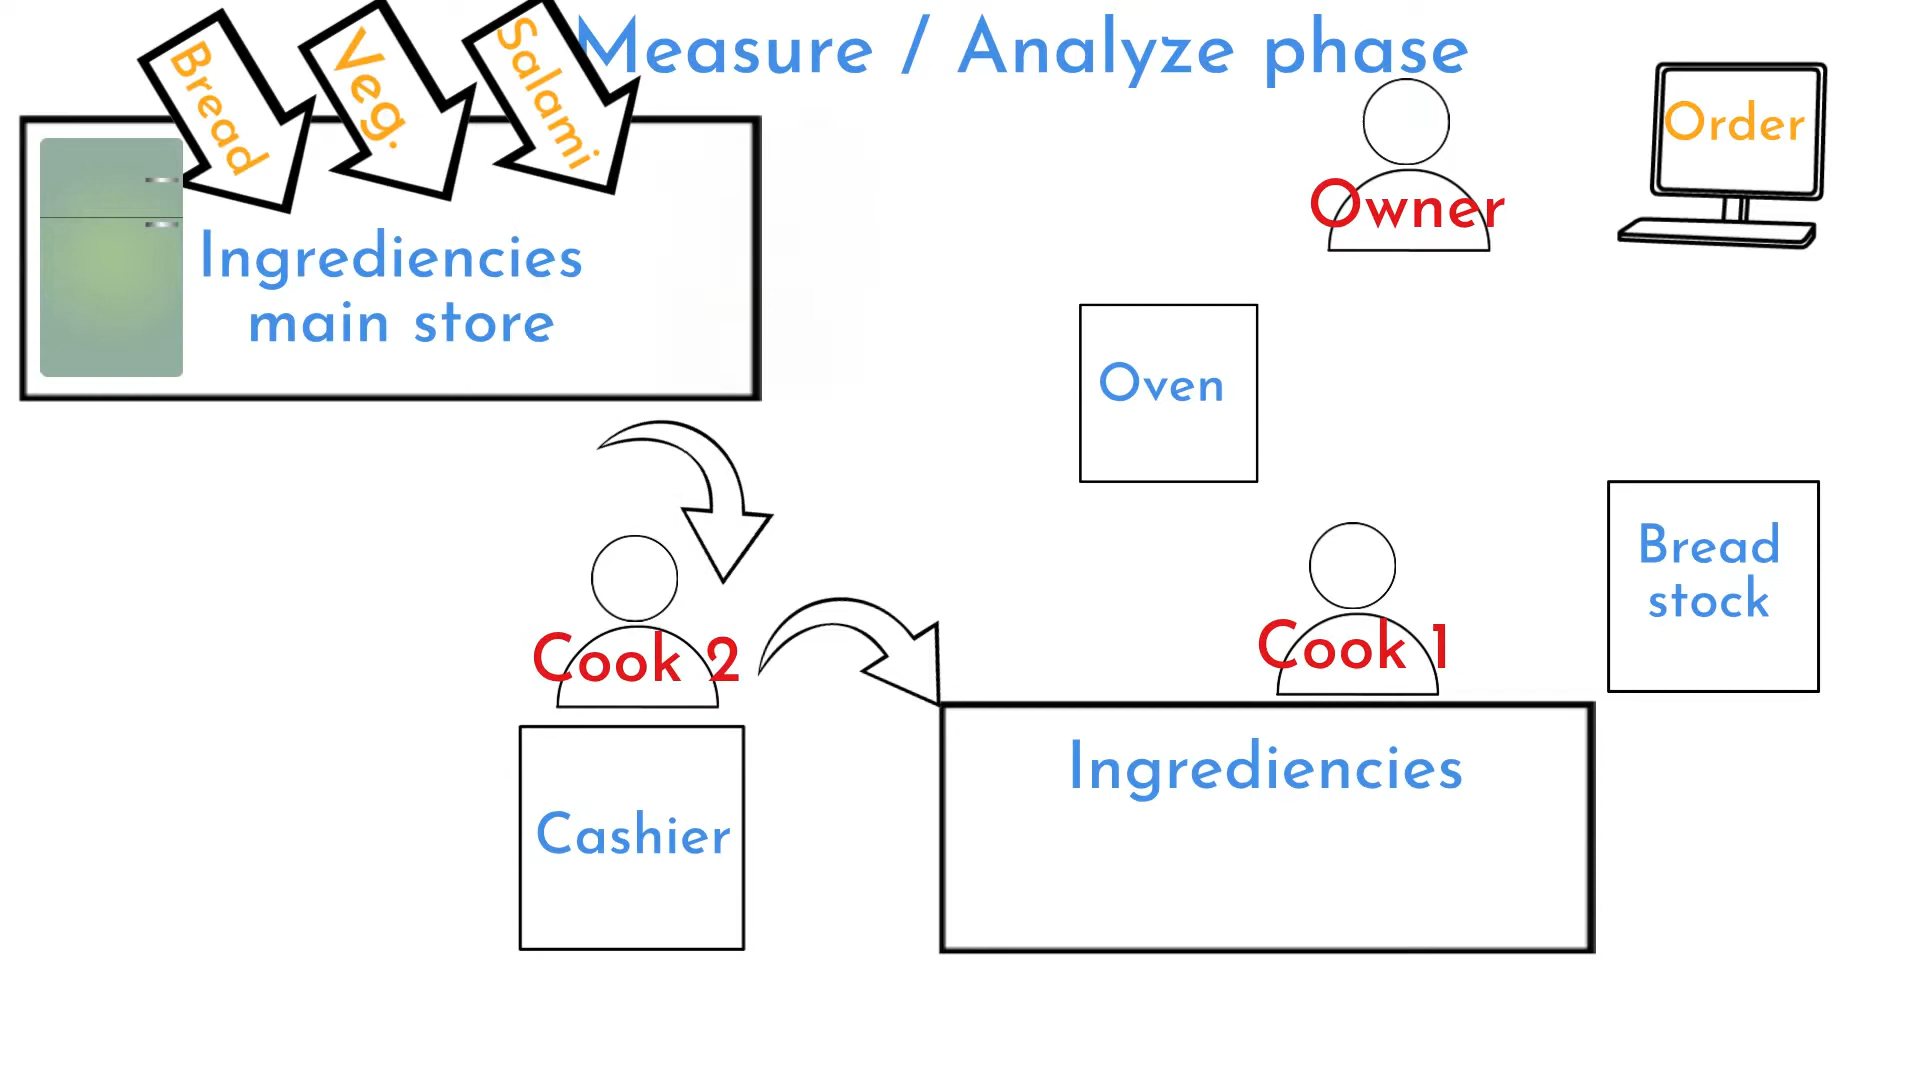 Measure / Analyze phase
Bread
Veg.
Salami
Order
Owner
Ingrediencies
main store
Oven
Bread
stock
Cook 2
Cook 1
Ingrediencies
Cashier